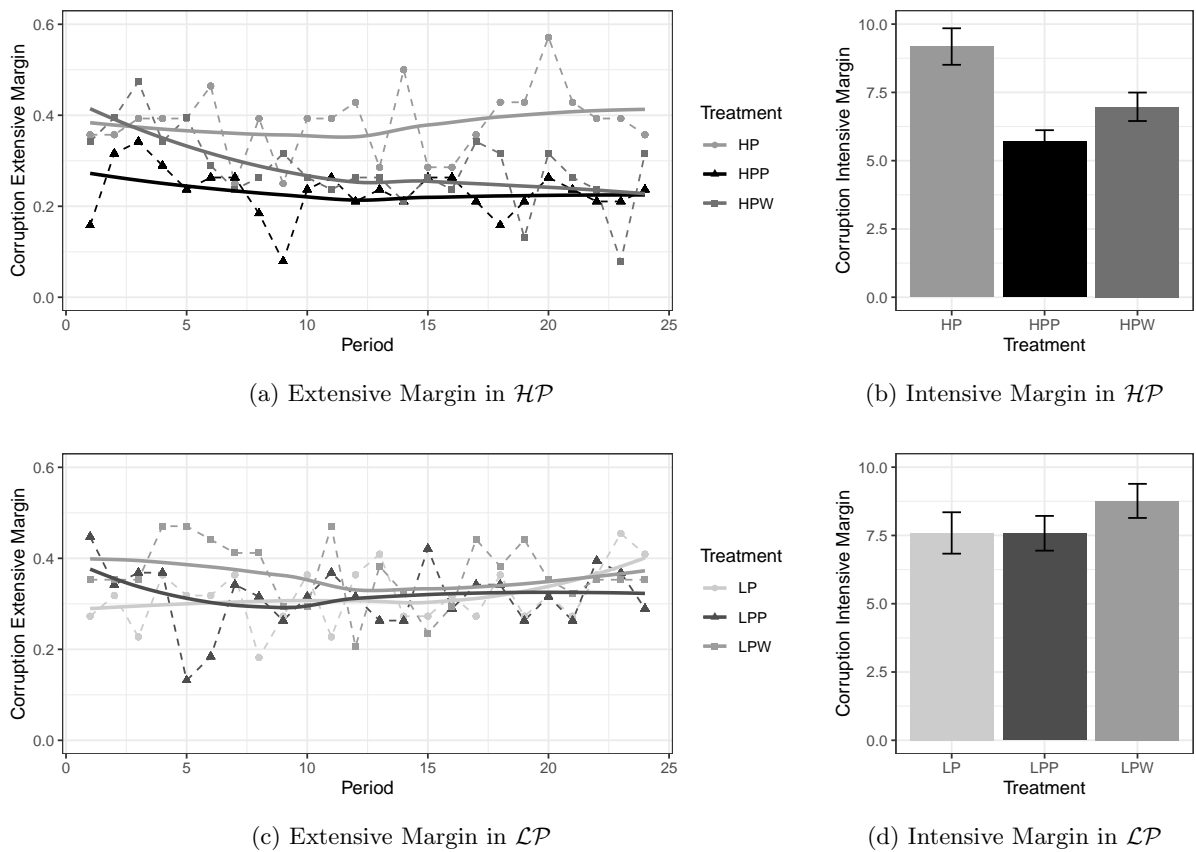 Corruption Extensive Margin
0.6
0.4
0.2
0.0
0 5 10 15 20 25
Period
Treatment
HP
HPP
HPW
(a) Extensive Margin in HP
Corruption Intensive Margin
10.0
7.5
5.0
2.5
0.0
HP HPP HPW
Treatment
(b) Intensive Margin in HP
Corruption Extensive Margin
0.6
0.4
0.2
0.0
0 5 10 15 20 25
Period
Treatment
LP
LPP
LPW
(c) Extensive Margin in LP
Corruption Intensive Margin
10.0
7.5
5.0
2.5
0.0
LP LPP LPW
Treatment
(d) Intensive Margin in LP